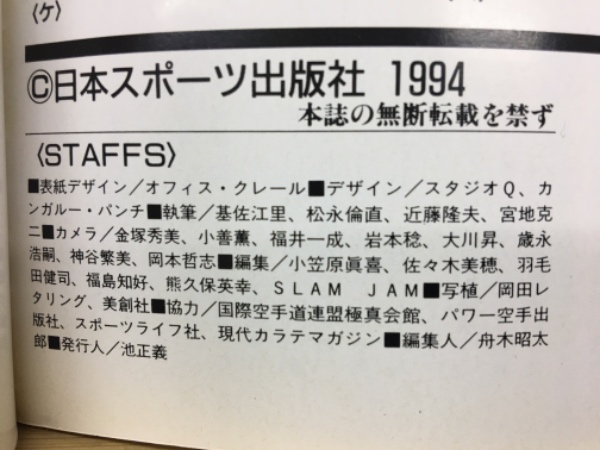 〈ケ〉
©日本スポーツ出版社 1994
本誌の無断転載を禁ず
〈STAFFS〉
■表紙デザイン／オフィス・クレール■デザイン／スタジオQ、カ
ンガルー・パンチ■執筆／基佐江里、松永倫直、近藤隆夫、宮地克
二■カメラ／金塚秀美、小善薫、福井一成、岩本稔、大川昇、歳永
浩嗣、神谷繁美、岡本哲志■編集／小笠原眞喜、佐々木美穂、羽毛
田健司、福島知好、熊久保英幸、SLAM JAM■写植／岡田レ
タリング、美創社■協力／国際空手道連盟極真会館、パワー空手出
版社、スポーツライフ社、現代カラテマガジン■編集人／舟木昭太
郎■発行人／池正義